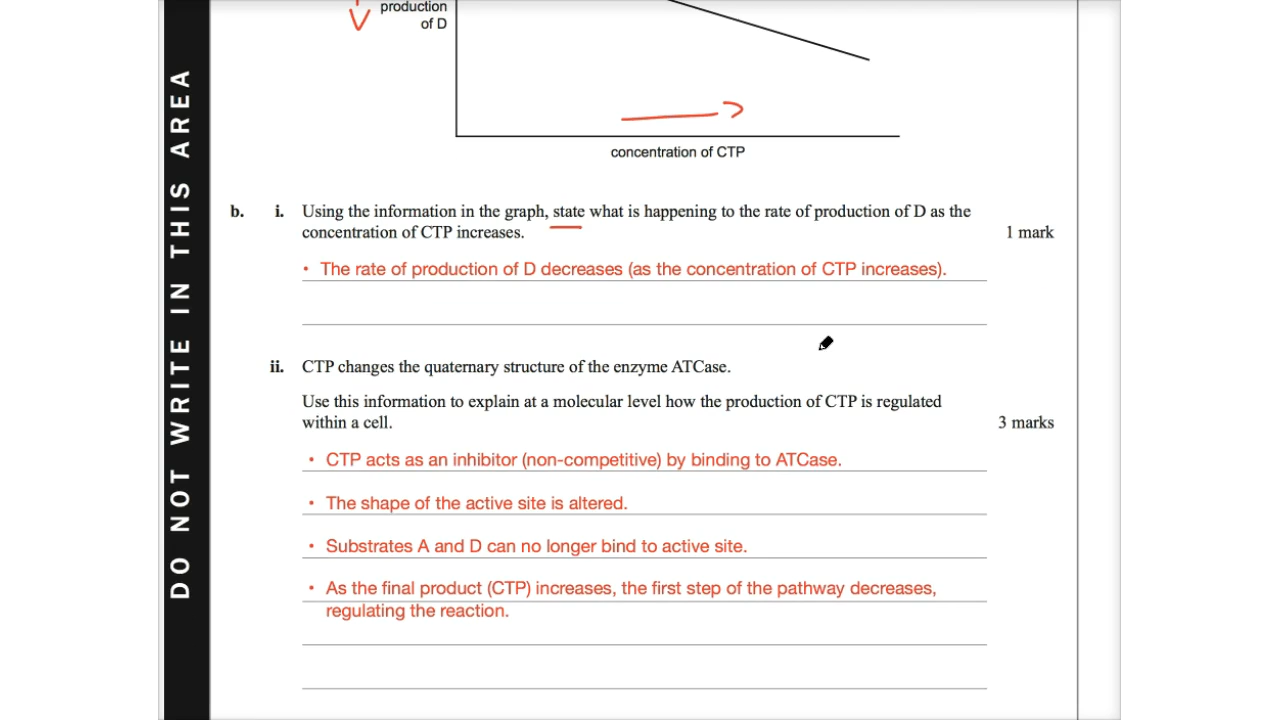 production
of D
concentration of CTP
DO NOT WRITE IN THIS AREA
b. i. Using the information in the graph, state what is happening to the rate of production of D as the
concentration of CTP increases. 1 mark
• The rate of production of D decreases (as the concentration of CTP increases).
ii. CTP changes the quaternary structure of the enzyme ATCase.
Use this information to explain at a molecular level how the production of CTP is regulated
within a cell. 3 marks
• CTP acts as an inhibitor (non-competitive) by binding to ATCase.
• The shape of the active site is altered.
• Substrates A and D can no longer bind to active site.
• As the final product (CTP) increases, the first step of the pathway decreases,
regulating the reaction.